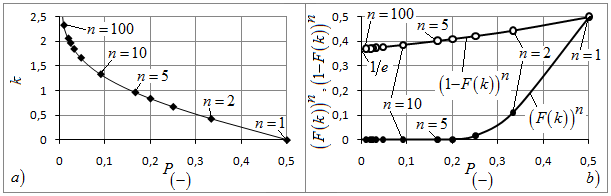 2,5
2
1,5
1
0,5
0
k
n=100
n=10
n=5
n=2
n=1
0 0,1 0,2 0,3 0,4 0,5
P(−)
a)
0,5
0,4
0,3
0,2
0,1
0
(F(k))^n, (1−F(k))^n
n=100
n=5
n=2
n=1
1/e
(1−F(k))^n
n=10
n=5
(F(k))^n
0 0,1 0,2 0,3 0,4 0,5
P(−)
b)